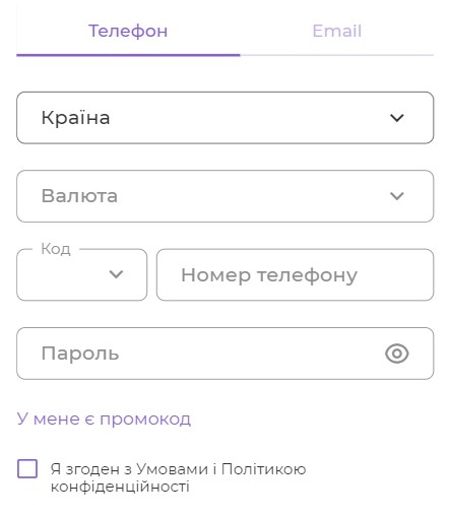 Телефон Email
Країна
Валюта
Код
Номер телефону
Пароль
У мене є промокод
Я згоден з Умовами і Політикою
конфіденційності